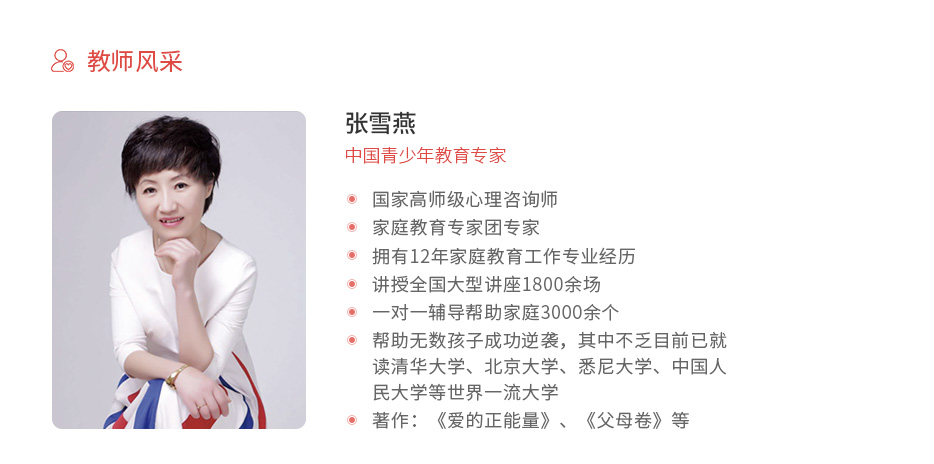 教师风采
张雪燕
中国青少年教育专家
国家高师级心理咨询师
家庭教育专家团专家
拥有12年家庭教育工作专业经历
讲授全国大型讲座1800余场
一对一辅导帮助家庭3000余个
帮助无数孩子成功逆袭，其中不乏目前已就
读清华大学、北京大学、悉尼大学、中国人
民大学等世界一流大学
著作：《爱的正能量》、《父母卷》等